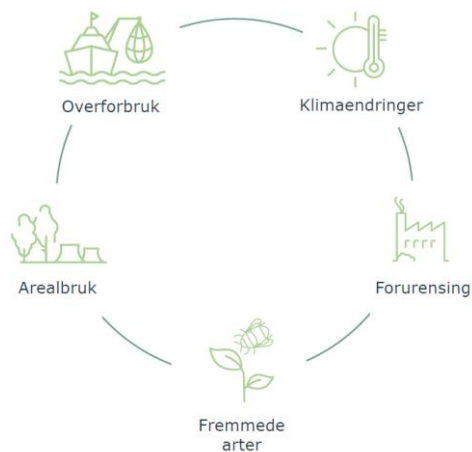 Overforbruk
Klimaendringer
Arealbruk
Forurensing
Fremmede
arter